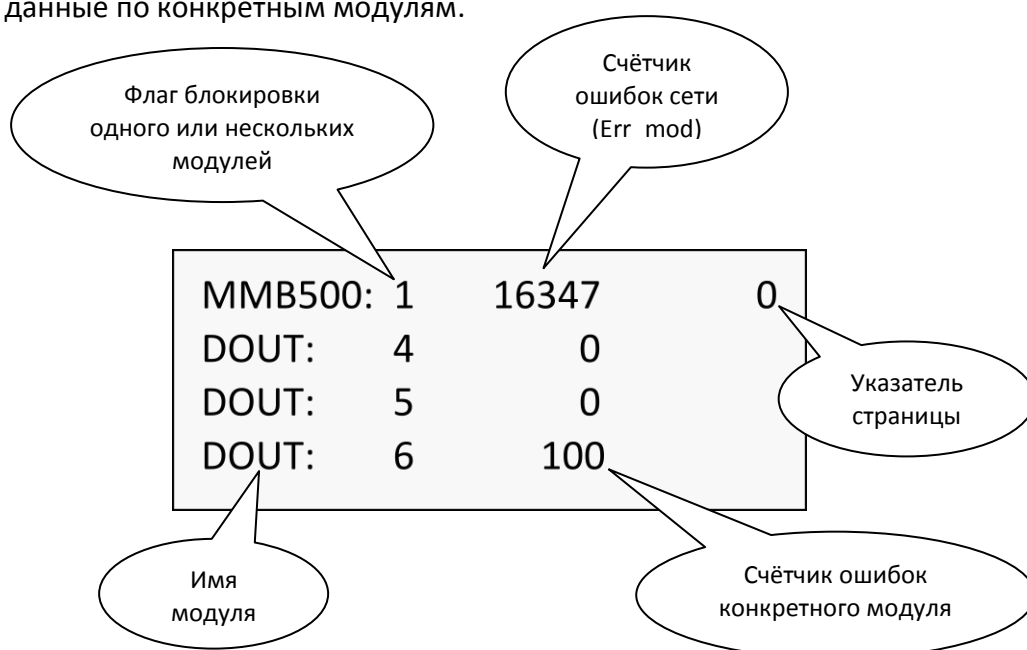 данные по конкретным модулям.
Флаг блокировки
одного или нескольких
модулей
Счётчик
ошибок сети
(Err mod)
MMB500: 1 16347 0
DOUT: 4 0
DOUT: 5 0
DOUT: 6 100
Указатель
страницы
Имя
модуля
Счётчик ошибок
конкретного модуля